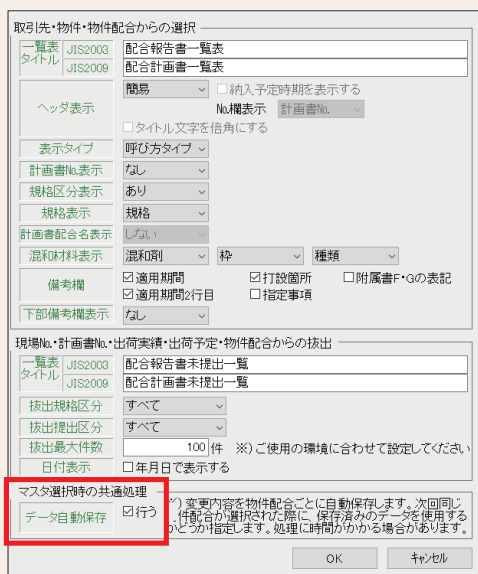 取引先・物件・物件配合からの選択
一覧表 JIS2003 配合報告書一覧表
タイトル JIS2009 配合計画書一覧表
ヘッダ表示 簡易 納入予定時期を表示する
No.欄表示 計画書No.
タイトル文字を倍角にする
表示タイプ 呼び方タイプ
計画書No.表示 なし
規格区分表示 あり
規格表示 規格
計画書配合名表示 しない
混和材料表示 混和剤 枠 種類
備考欄 適用期間 打設箇所 附属書F・Gの表記
適用期間2行目 指定事項
下部備考欄表示 なし
現場No.・計画書No.・出荷実績・出荷予定・物件配合からの抜出
一覧表 JIS2003 配合報告書未提出一覧
タイトル JIS2009 配合計画書未提出一覧
抜出規格区分 すべて
抜出提出区分 すべて
抜出最大件数 100 件 ※)ご使用の環境に合わせて設定してください
日付表示 年月日で表示する
マスタ選択時の共通処理
データ自動保存 行う
)変更内容を物件配合ごとに自動保存します。次回同じ
件配合が選択された際に、保存済みのデータを使用する
かどうか指定します。処理に時間がかかる場合があります。
OK キャンセル